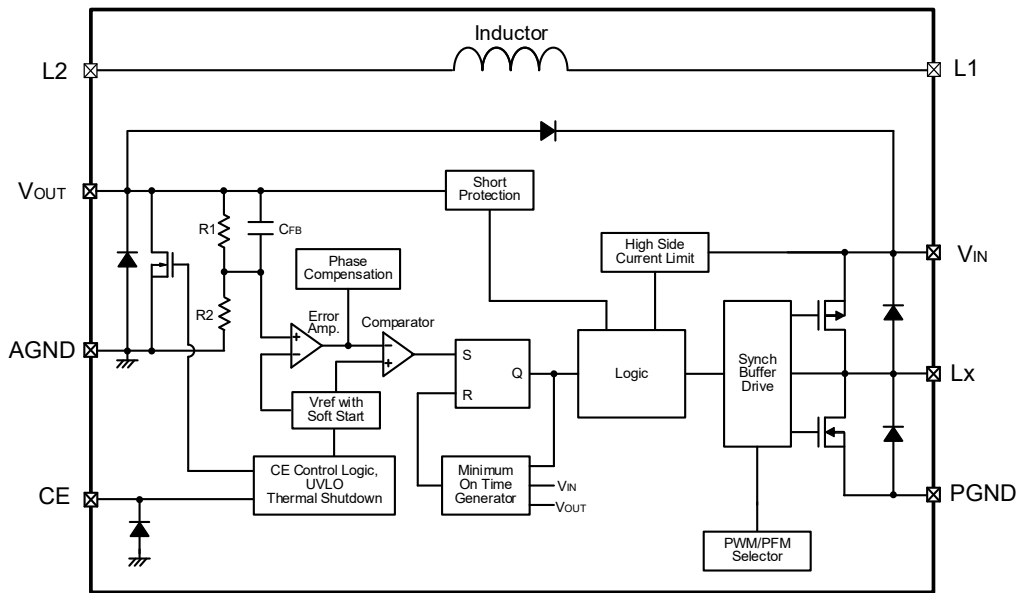 Inductor
L2
L1
VOUT
Short
Protection
R1
CFB
High Side
Current Limit
VIN
Phase
Compensation
R2
Error
Amp.
Comparator
AGND
+
−
−
+
S
Q
R
Logic
Synch
Buffer
Drive
Lx
Vref with
Soft Start
CE Control Logic,
UVLO
Thermal Shutdown
Minimum
On Time
Generator
VIN
VOUT
CE
PGND
PWM/PFM
Selector